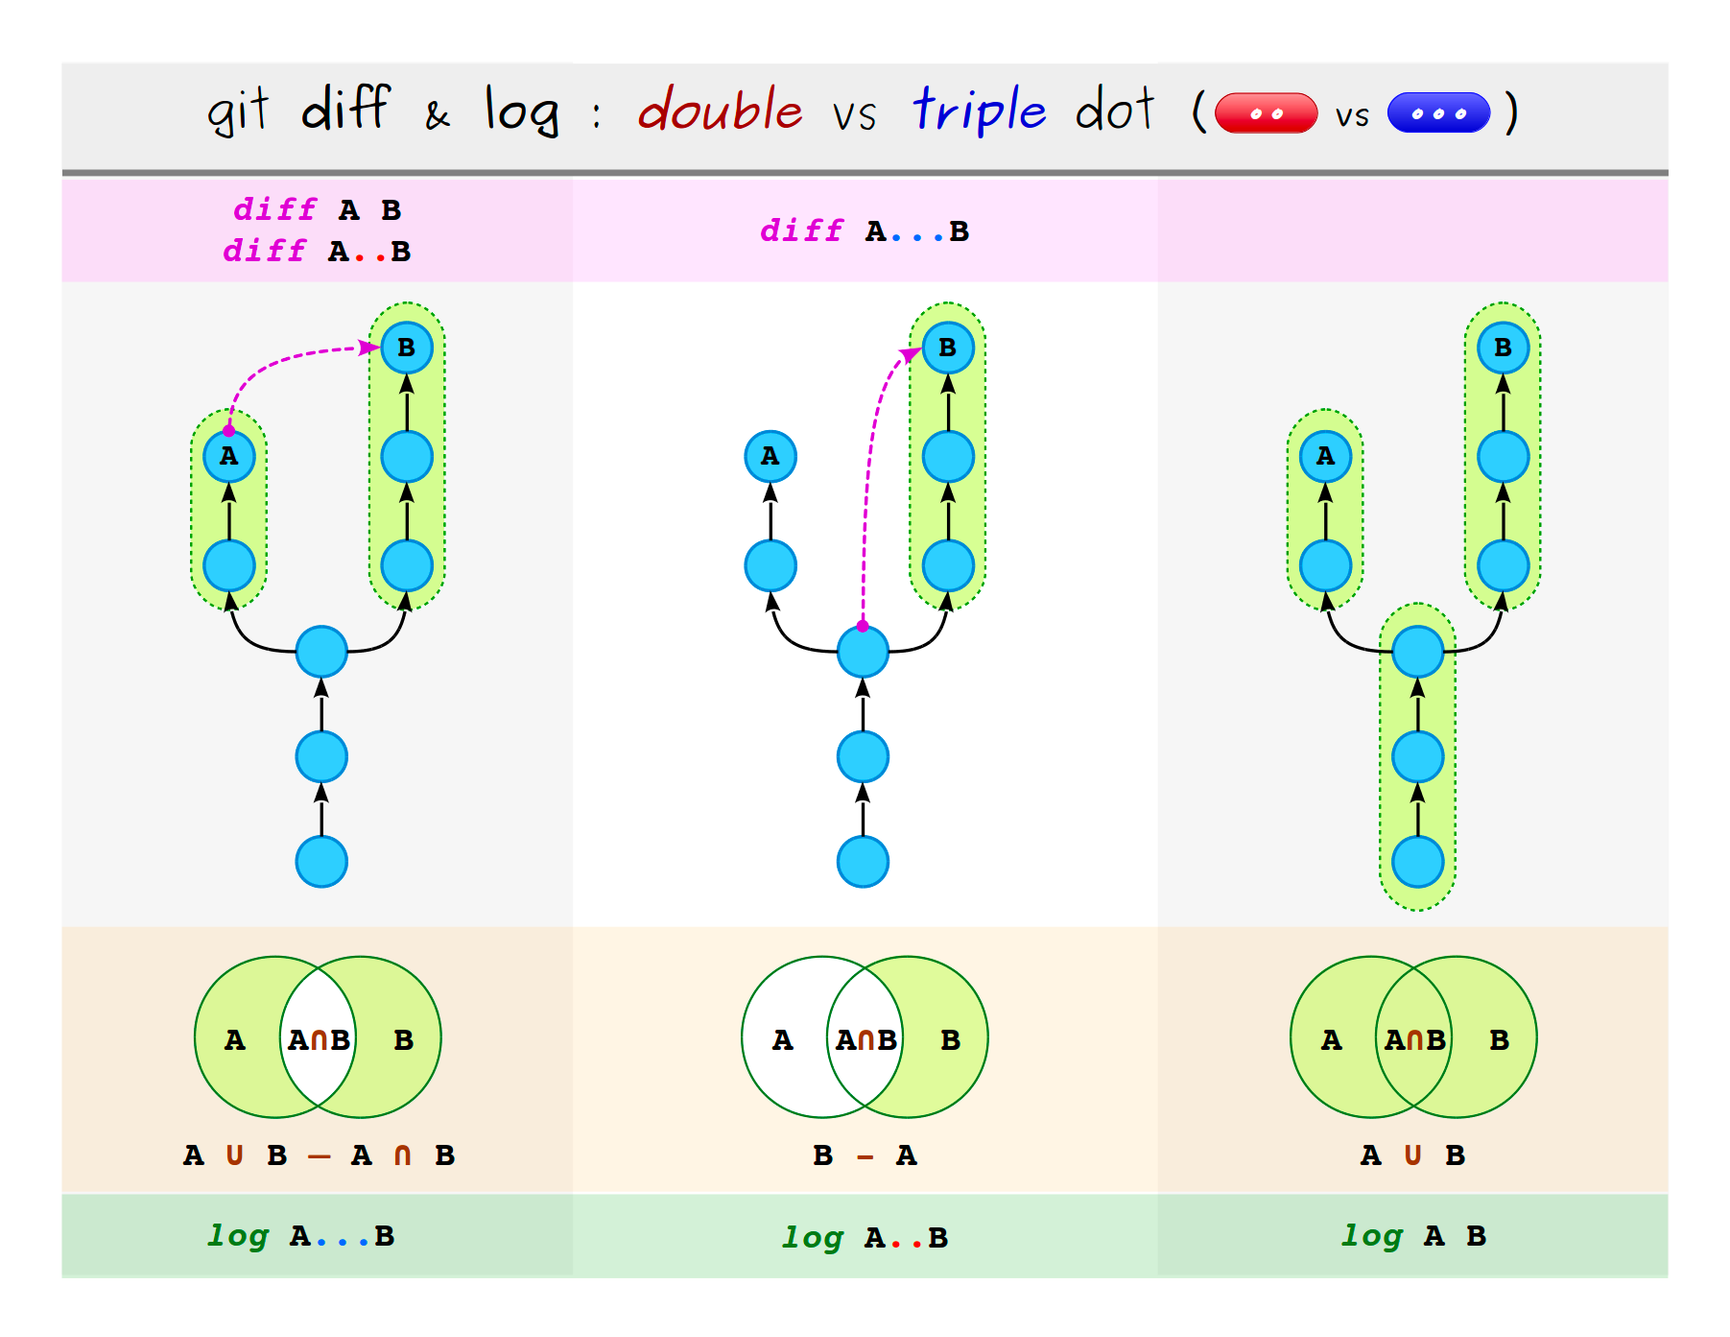 git diff & log : double vs triple dot (•• vs •••)
diff A B
diff A..B
diff A...B
B
B
B
A
A
A
A A∩B B
A A∩B B
A A∩B B
A ∪ B – A ∩ B
B – A
A ∪ B
log A...B
log A..B
log A B